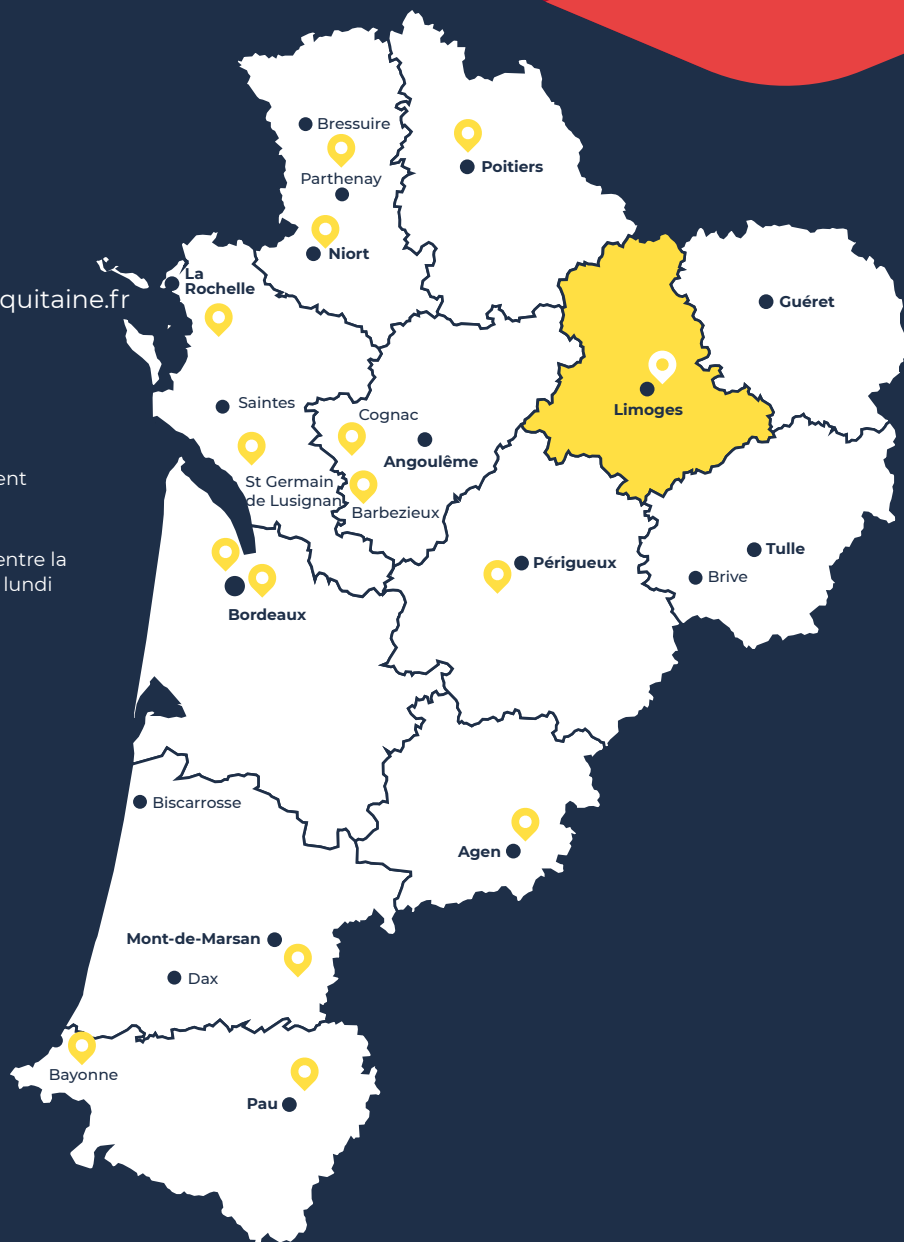 Bressuire
Poitiers
Parthenay
Niort
La
Rochelle
quitaine.fr
Guéret
Saintes
Cognac
Limoges
Angoulême
ent
St Germain
de Lusignan
Barbezieux
entre la
lundi
Périgueux
Tulle
Brive
Bordeaux
Biscarrosse
Agen
Mont-de-Marsan
Dax
Bayonne
Pau